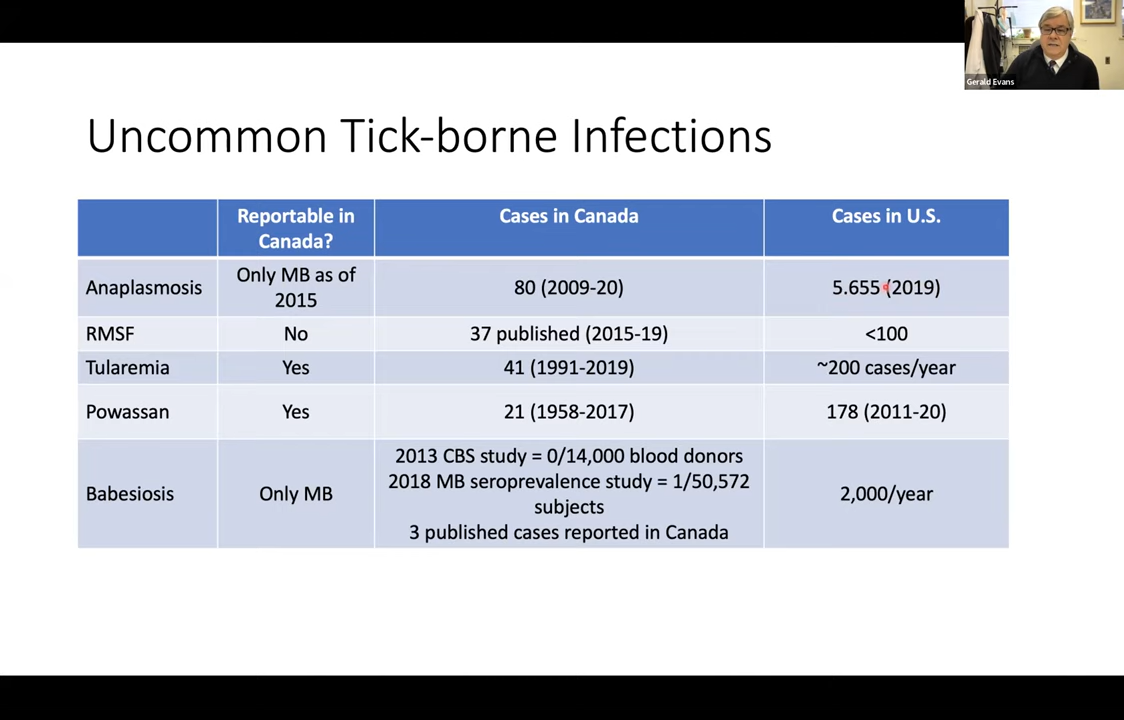 Gerald Evans
Uncommon Tick-borne Infections
Reportable in
Canada?
Cases in Canada
Cases in U.S.
Anaplasmosis
Only MB as of
2015
80 (2009-20)
5.655 (2019)
RMSF
No
37 published (2015-19)
<100
Tularemia
Yes
41 (1991-2019)
~200 cases/year
Powassan
Yes
21 (1958-2017)
178 (2011-20)
Babesiosis
Only MB
2013 CBS study = 0/14,000 blood donors
2018 MB seroprevalence study = 1/50,572
subjects
3 published cases reported in Canada
2,000/year